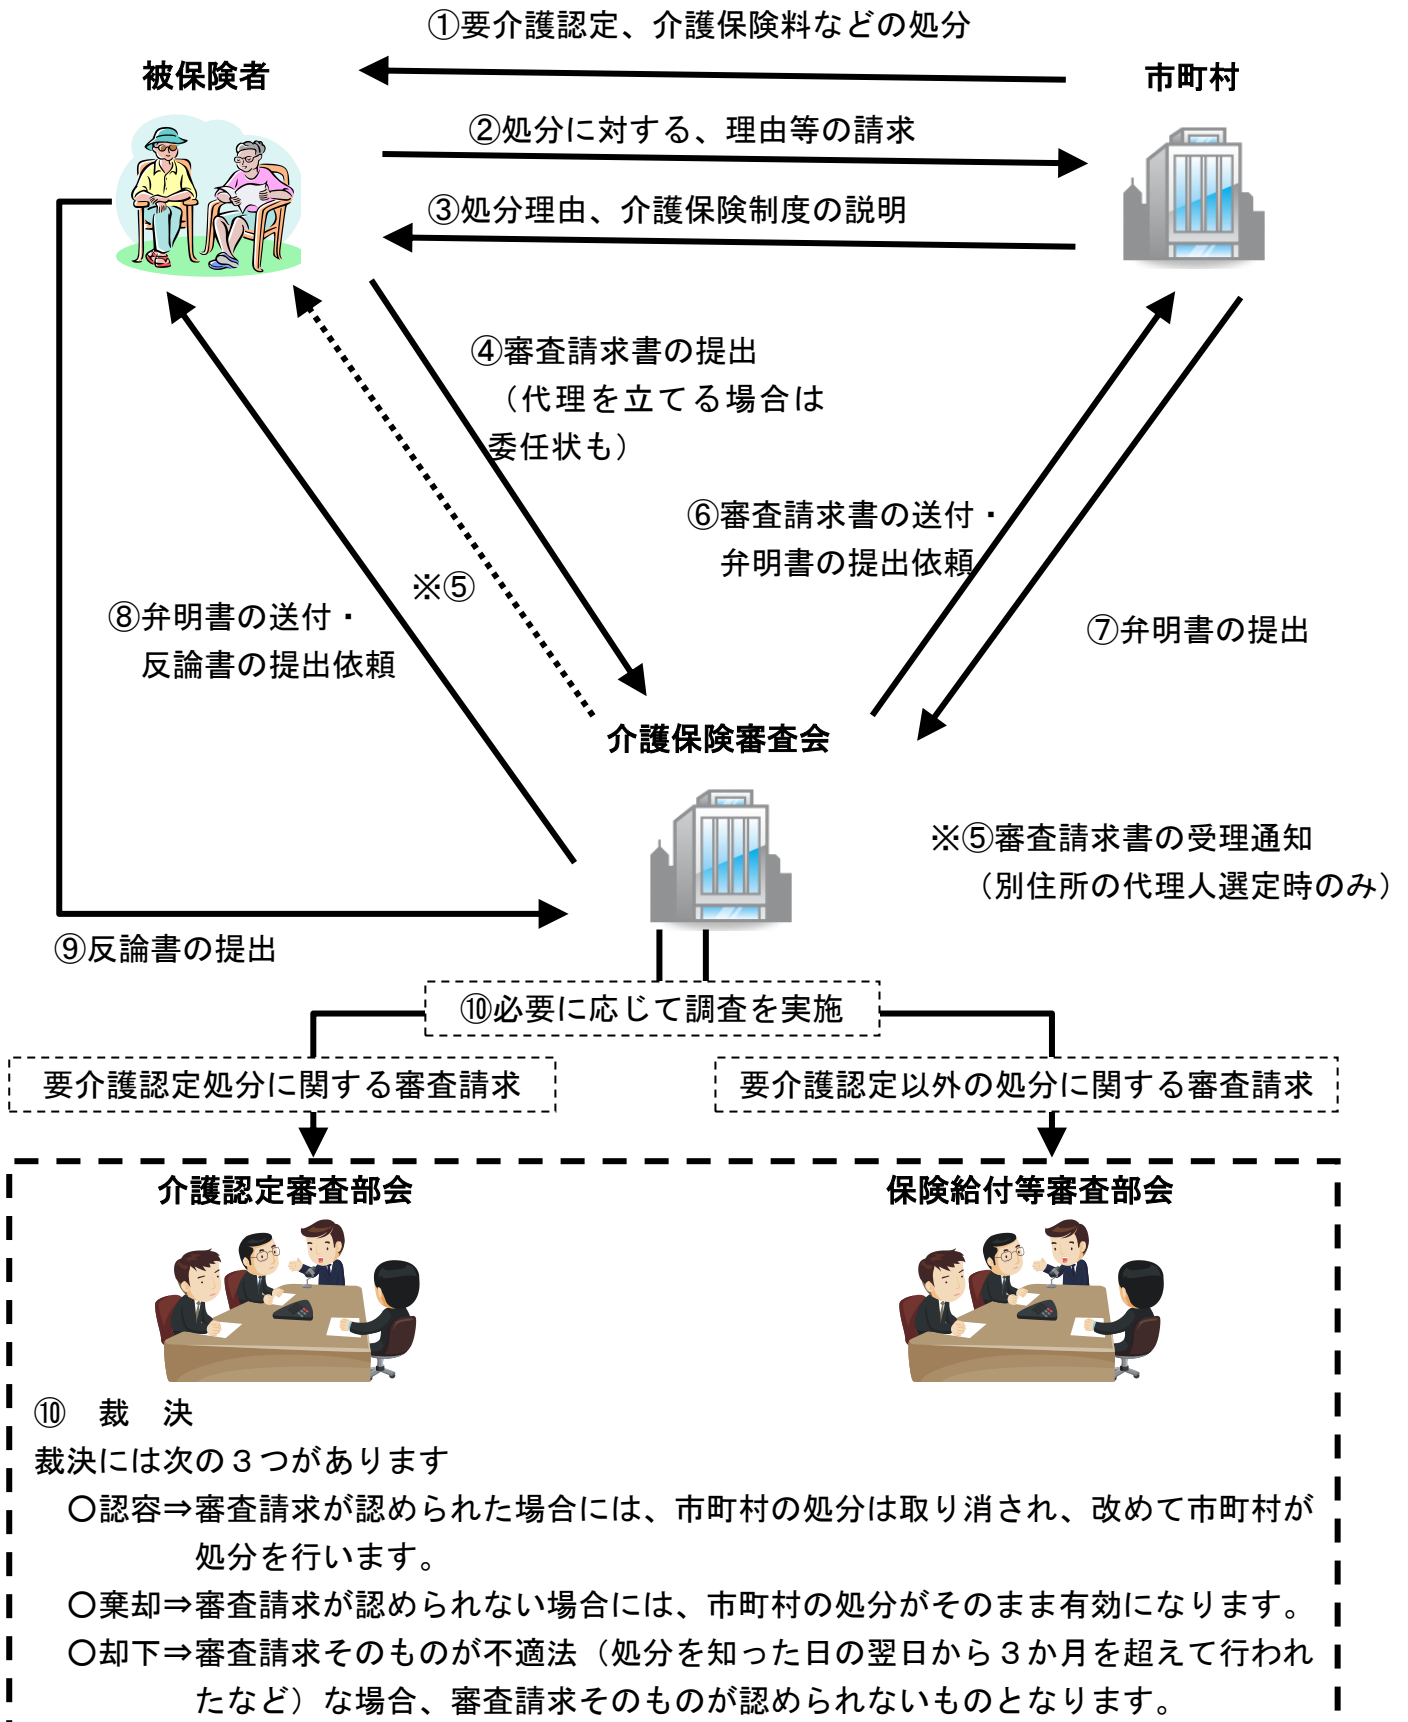 ①要介護認定、介護保険料などの処分
被保険者
市町村
②処分に対する、理由等の請求
③処分理由、介護保険制度の説明
④審査請求書の提出
（代理を立てる場合は
委任状も）
⑥審査請求書の送付・
弁明書の提出依頼
※⑤
⑧弁明書の送付・
反論書の提出依頼
⑦弁明書の提出
介護保険審査会
※⑤審査請求書の受理通知
（別住所の代理人選定時のみ）
⑨反論書の提出
⑩必要に応じて調査を実施
要介護認定処分に関する審査請求
要介護認定以外の処分に関する審査請求
介護認定審査部会
保険給付等審査部会
⑩　裁　決
裁決には次の３つがあります
〇認容⇒審査請求が認められた場合には、市町村の処分は取り消され、改めて市町村が
処分を行います。
〇棄却⇒審査請求が認められない場合には、市町村の処分がそのまま有効になります。
〇却下⇒審査請求そのものが不適法（処分を知った日の翌日から３か月を超えて行われ
たなど）な場合、審査請求そのものが認められないものとなります。